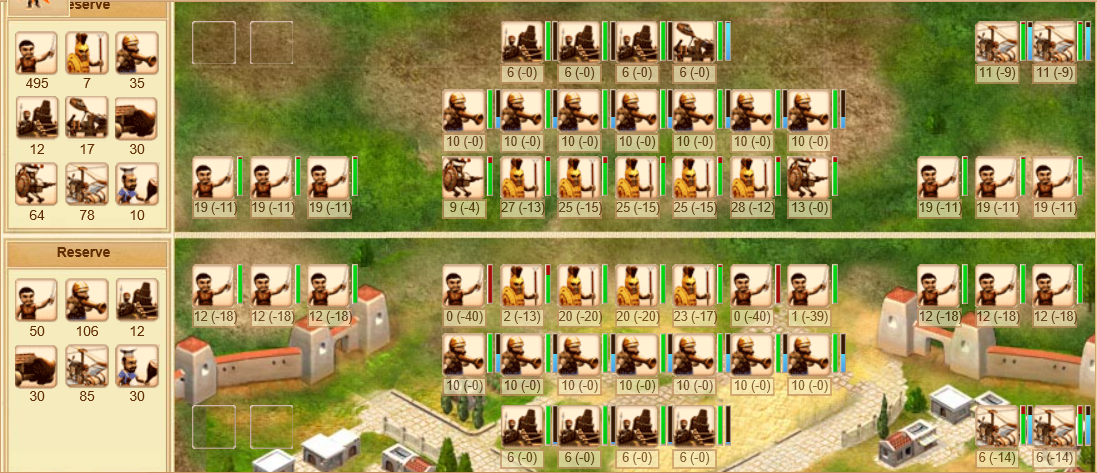 eserve
495 7 35
12 17 30
64 78 10
6 (-0) 6 (-0) 6 (-0) 6 (-0) 11 (-9) 11 (-9)
10 (-0) 10 (-0) 10 (-0) 10 (-0) 10 (-0) 10 (-0) 10 (-0)
19 (-11) 19 (-11) 19 (-11) 9 (-4) 27 (-13) 25 (-15) 25 (-15) 25 (-15) 28 (-12) 13 (-0) 19 (-11) 19 (-11) 19 (-11)
Reserve
50 106 12
30 85 30
12 (-18) 12 (-18) 12 (-18) 0 (-40) 2 (-13) 20 (-20) 20 (-20) 23 (-17) 0 (-40) 1 (-39) 12 (-18) 12 (-18) 12 (-18)
10 (-0) 10 (-0) 10 (-0) 10 (-0) 10 (-0) 10 (-0) 10 (-0)
6 (-0) 6 (-0) 6 (-0) 6 (-0) 6 (-14) 6 (-14)